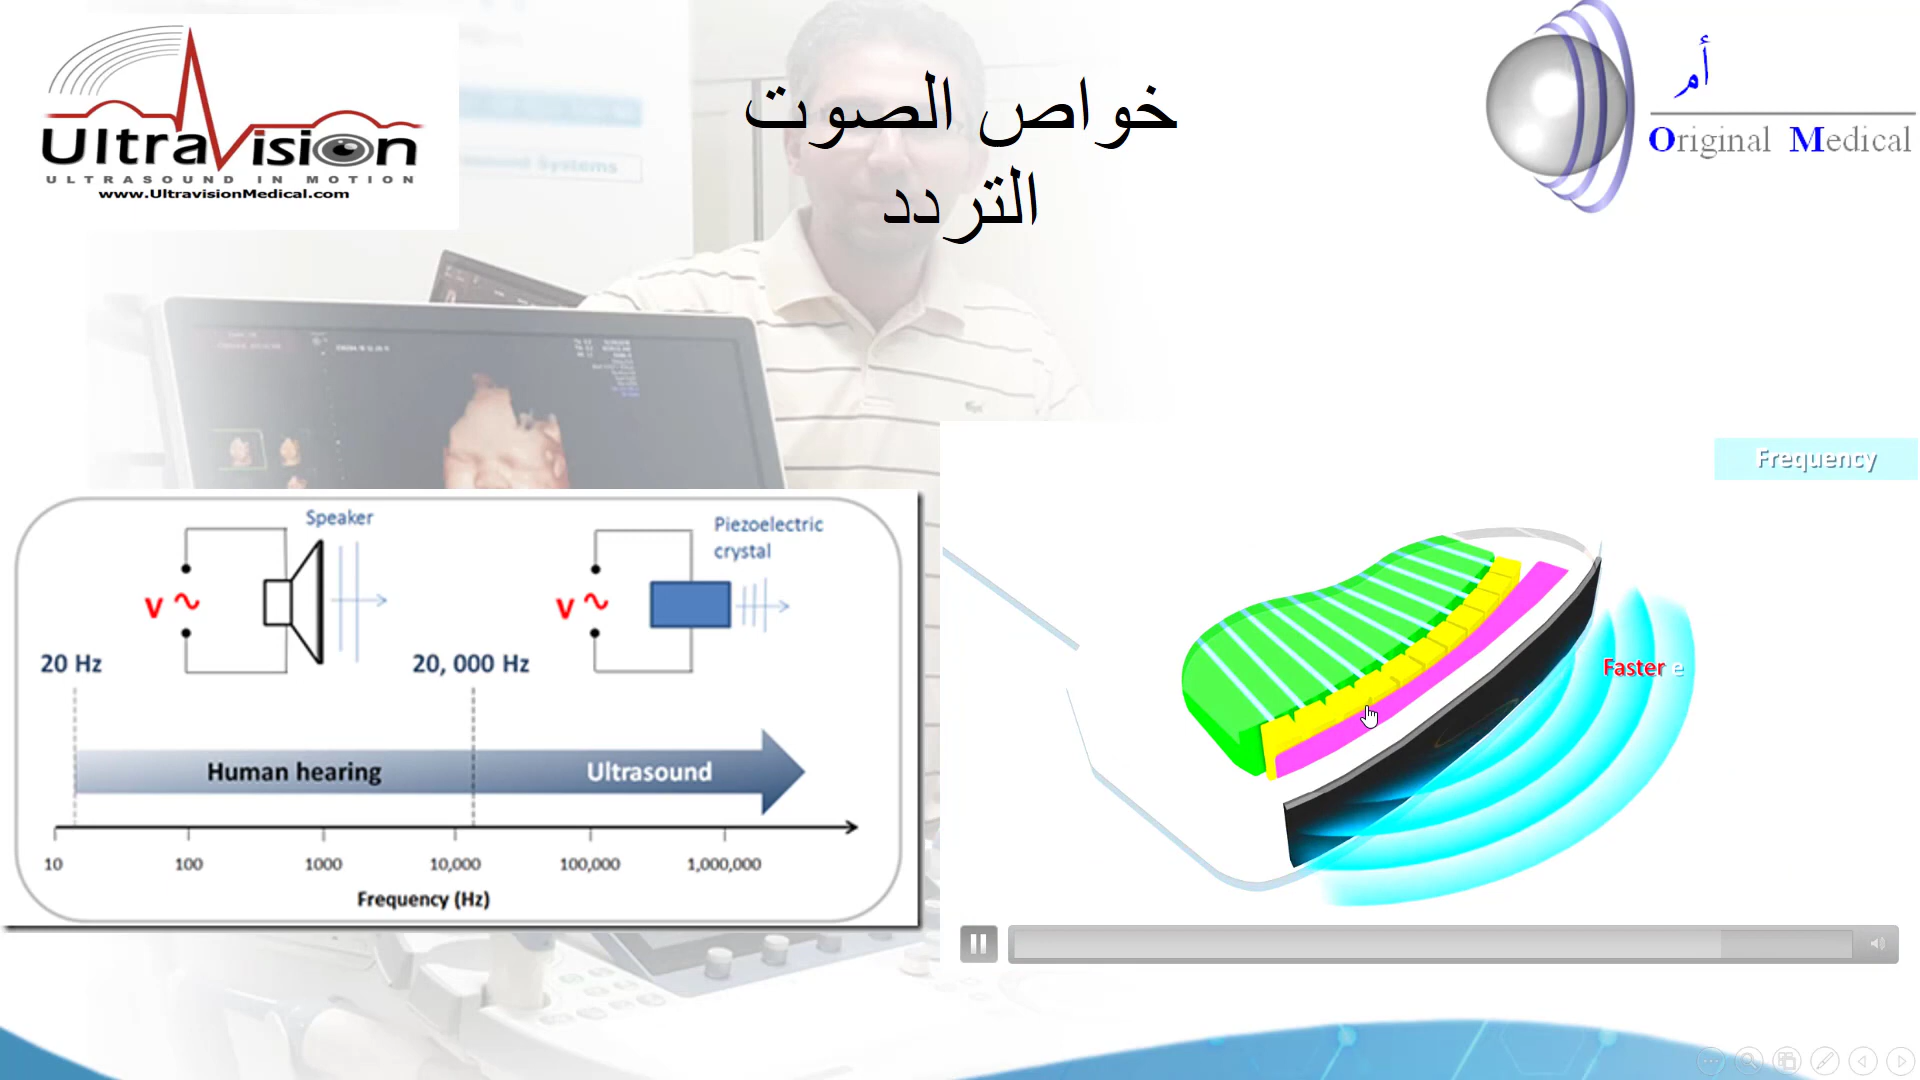 UltraVision
ULTRASOUND IN MOTION
www.UltravisionMedical.com
خواص الصوت
التردد
أم
Original Medical
Frequency
Speaker
Piezoelectric
crystal
V
V
20 Hz
20, 000 Hz
Human hearing
Ultrasound
10
100
1000
10,000
100,000
1,000,000
Frequency (Hz)
Faster e